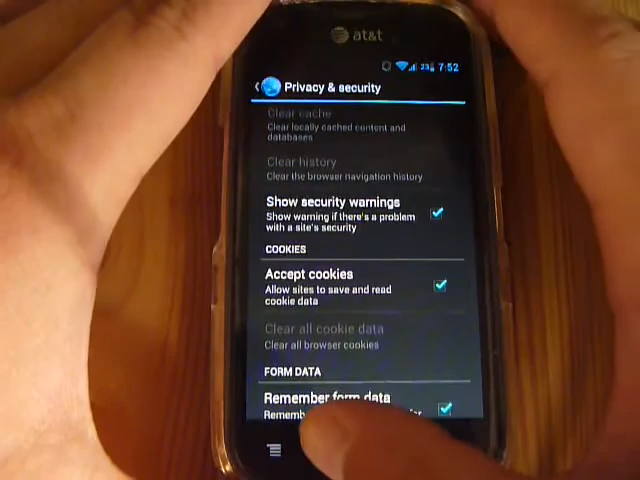 at&t
23% 7:52
Privacy & security
Clear cache
Clear locally cached content and
databases
Clear history
Clear the browser navigation history
Show security warnings
Show warning if there's a problem
with a site's security
COOKIES
Accept cookies
Allow sites to save and read
cookie data
Clear all cookie data
Clear all browser cookies
FORM DATA
Remember form data